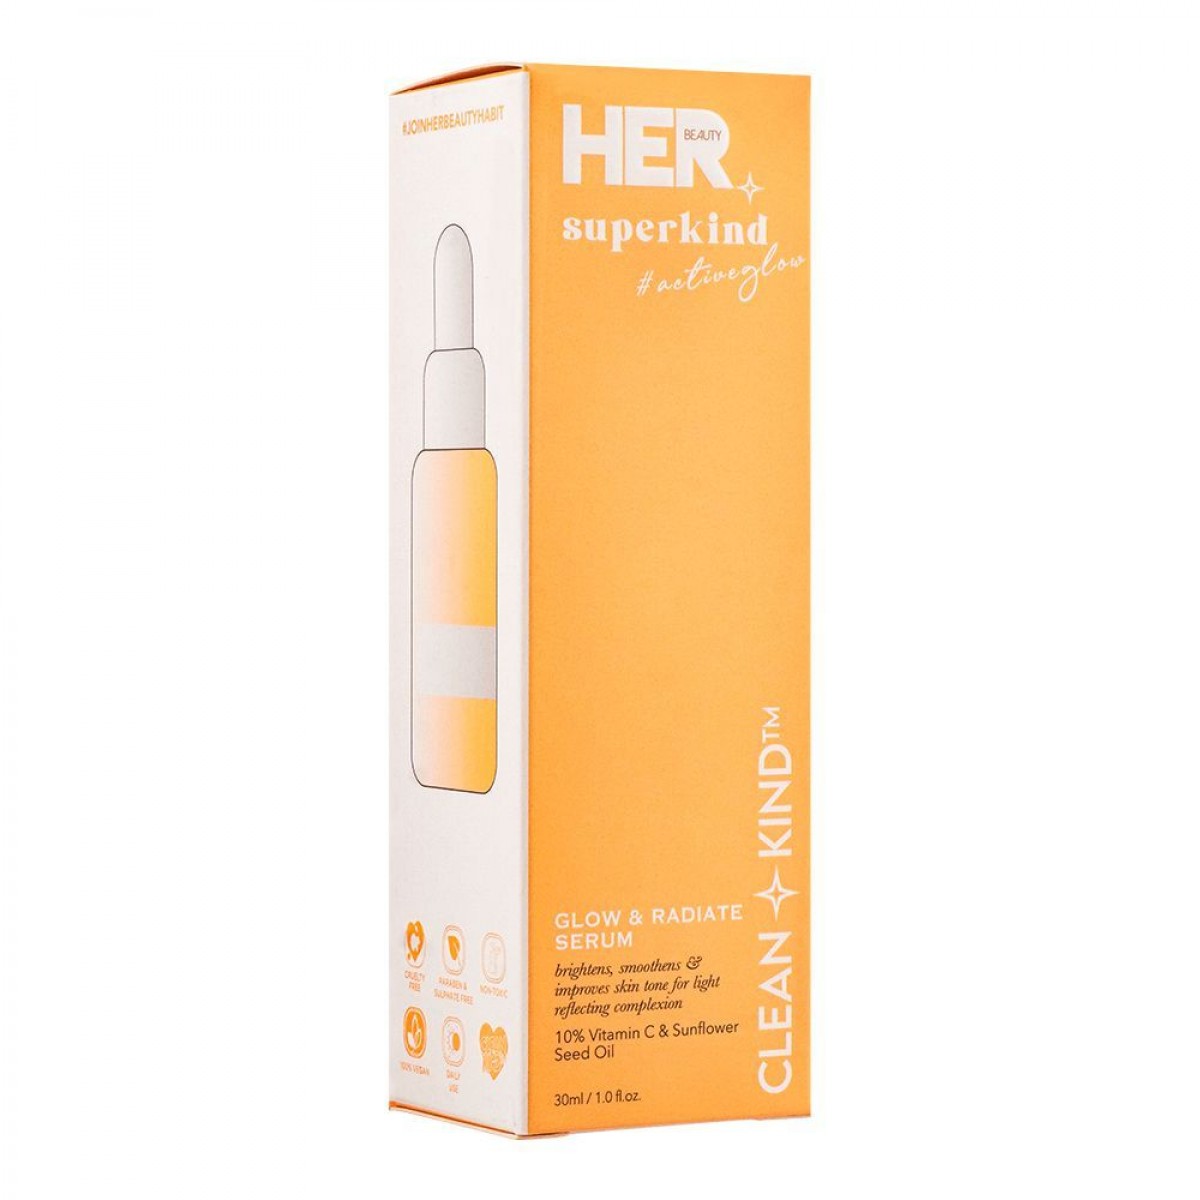 #JOINHERBEAUTYHABIT
CRUELTY
FREE
PARABEN &
SULPHATE FREE
NON-TOXIC
100% VEGAN
DAILY
USE
HER
BEAUTY
superkind
#activeglow
CLEAN KIND™
GLOW & RADIATE
SERUM
brightens, smoothens &
improves skin tone for light
reflecting complexion
10% Vitamin C & Sunflower
Seed Oil
30ml / 1.0 fl.oz.